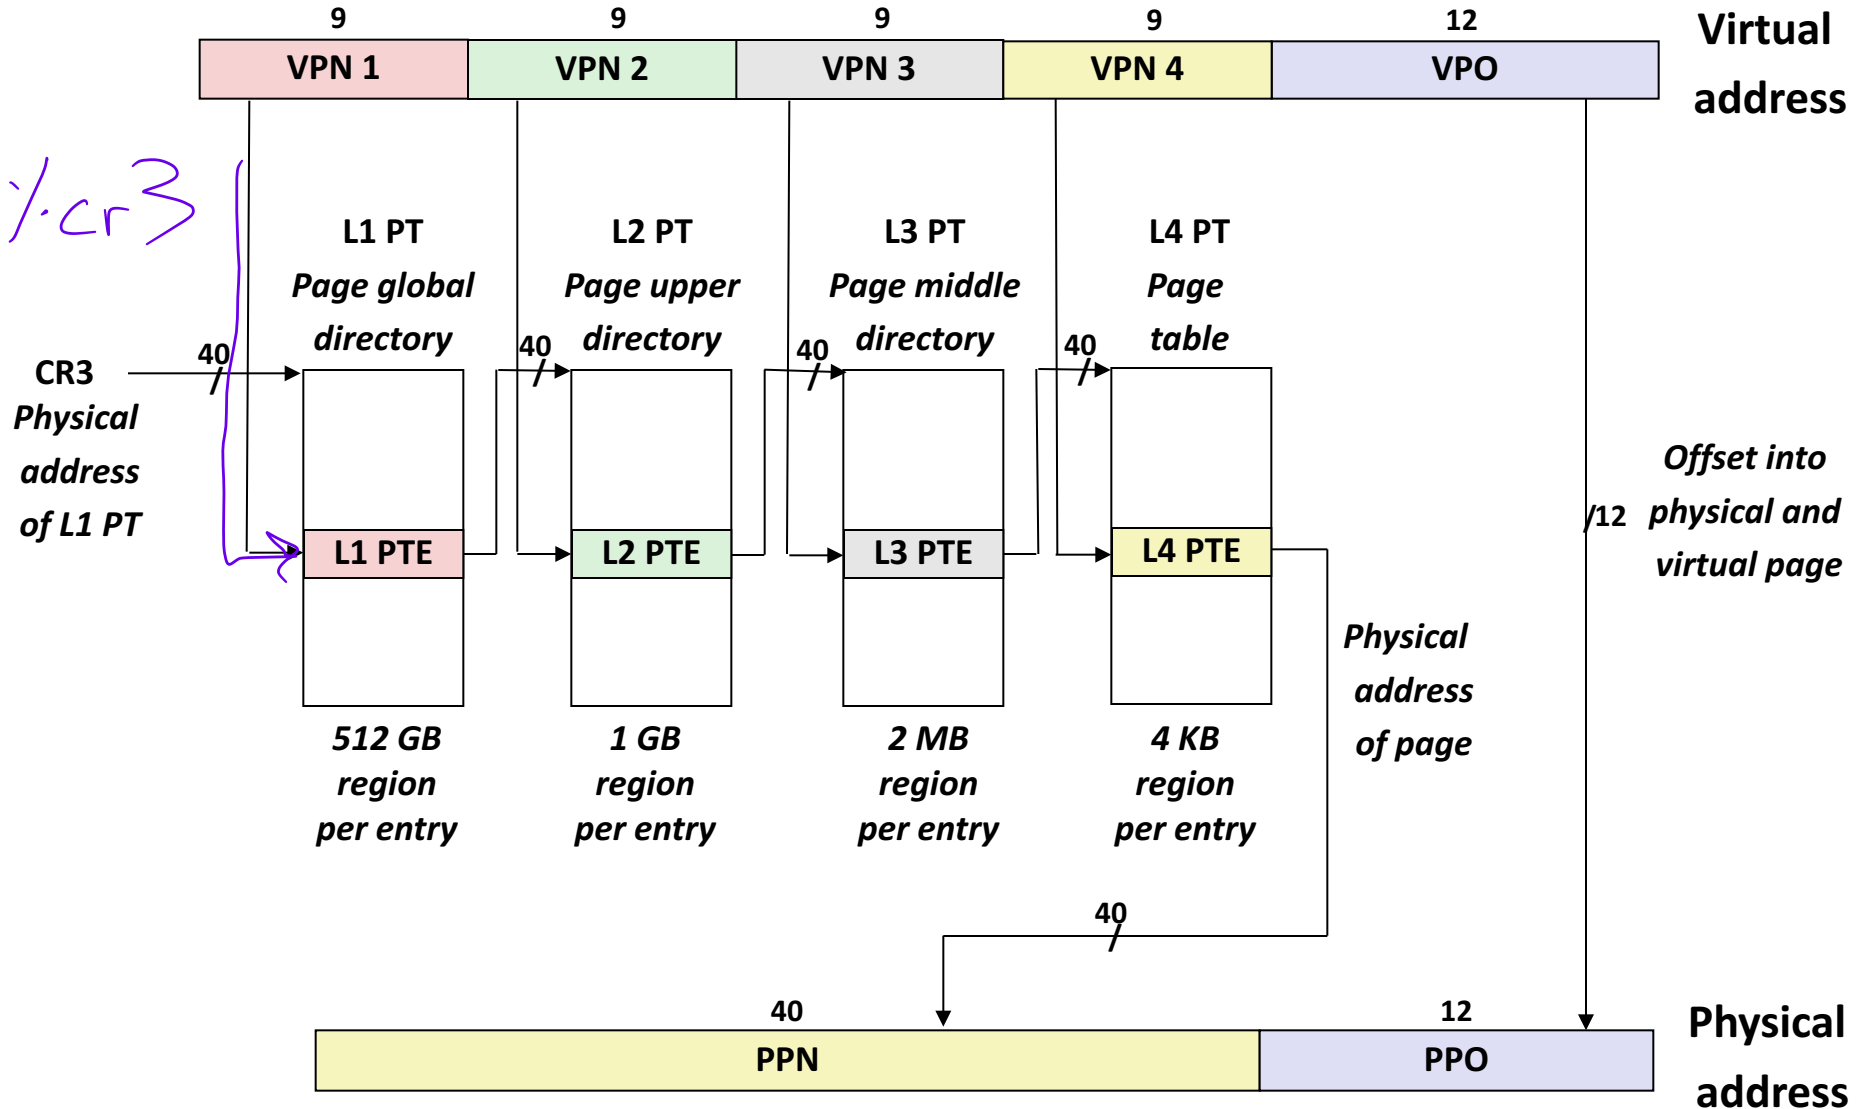 9 9 9 9 12
Virtual
address
VPN 1 VPN 2 VPN 3 VPN 4 VPO
%cr3
L1 PT
Page global
directory
L2 PT
Page upper
directory
L3 PT
Page middle
directory
L4 PT
Page
table
40 40 40 40
CR3
Physical
address
of L1 PT
L1 PTE L2 PTE L3 PTE L4 PTE
/12
Offset into
physical and
virtual page
512 GB
region
per entry
1 GB
region
per entry
2 MB
region
per entry
4 KB
region
per entry
Physical
address
of page
40
40 12
PPN PPO
Physical
address